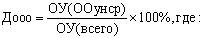 Дооо = ОУ(ООунср) / ОУ(всего) × 100%, где :